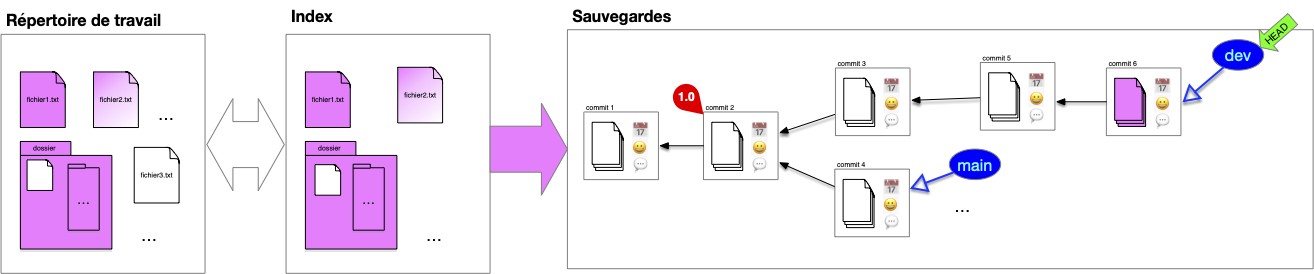 Répertoire de travail
fichier1.txt
fichier2.txt
...
dossier
...
fichier3.txt
...
Index
fichier1.txt
fichier2.txt
dossier
...
...
Sauvegardes
commit 1
17
1.0
commit 2
17
commit 3
17
commit 4
17
commit 5
17
commit 6
17
main
dev
HEAD
...